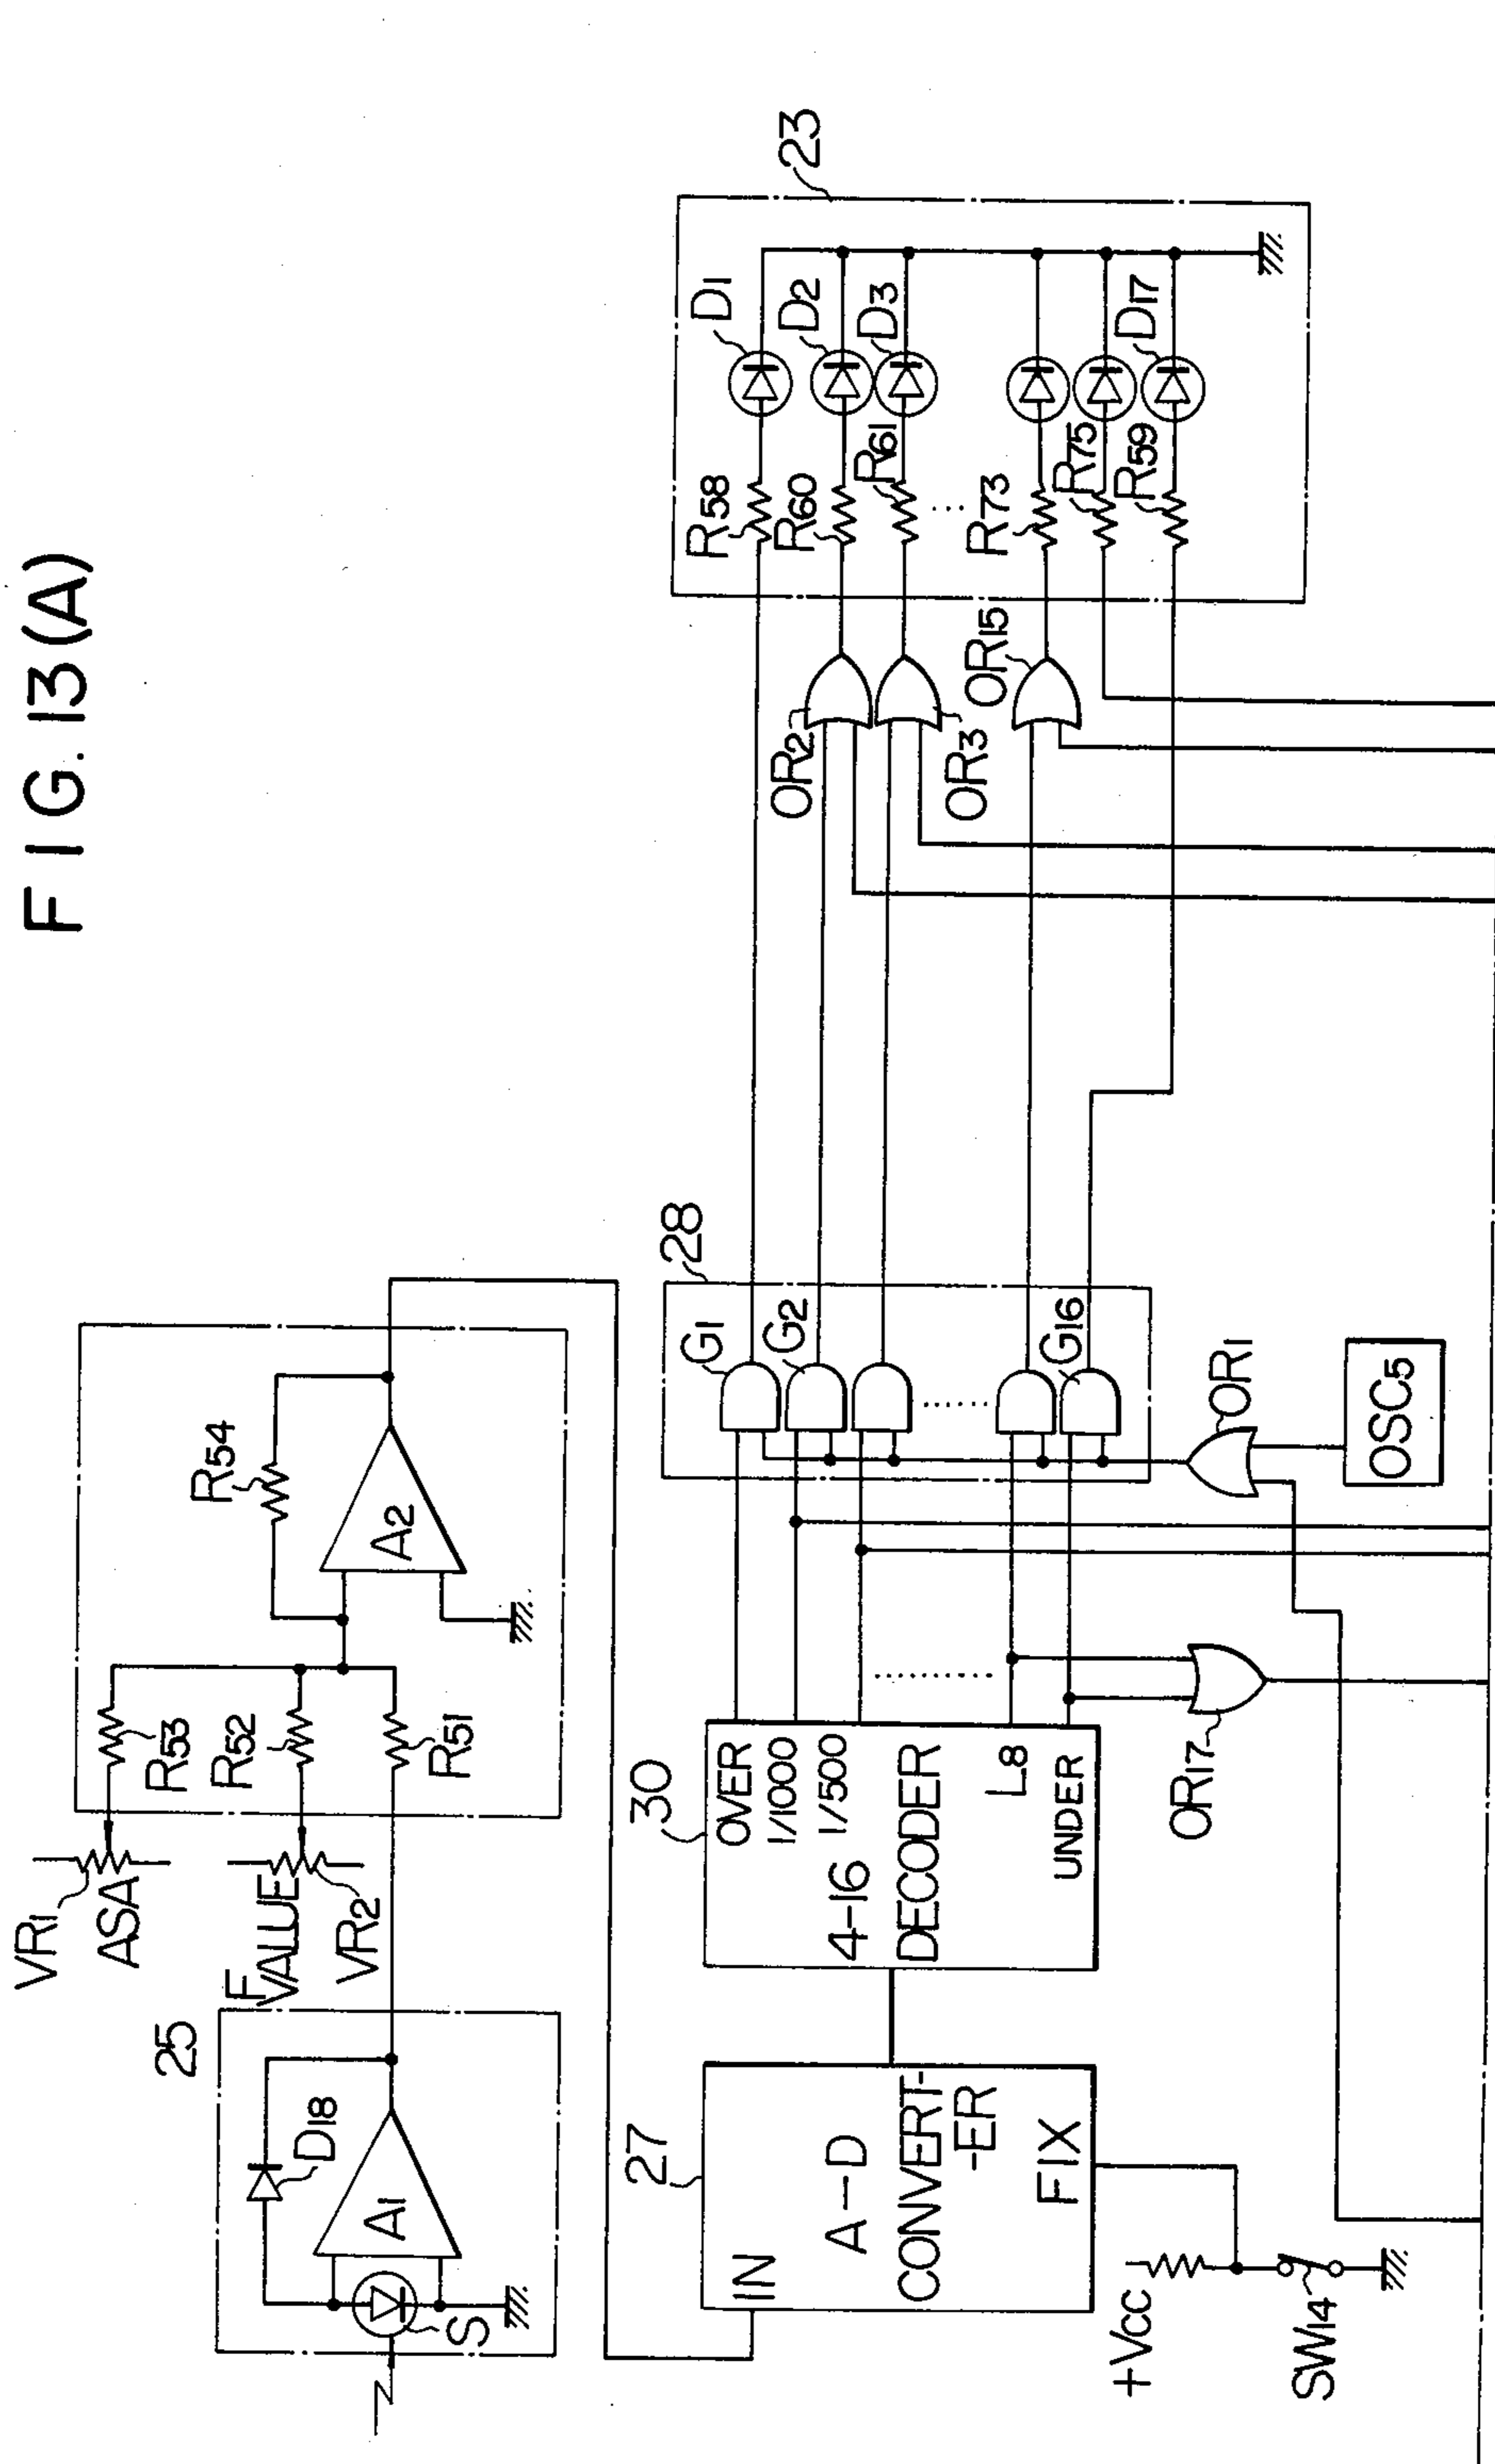 FIG. 13(A)
VR1
ASA
F
VALUE
VR2
25
D18
A1
S
R53
R52
R51
R54
A2
27
IN
A-D
CONVERT-
-ER
FIX
+VCC
SW14
30
OVER
1/1000
1/500
4-16
DECODER
L8
UNDER
OR17
28
G1
G2
G16
OR1
OSC5
OR2
OR3
OR15
23
R58
R60
R61
R73
R75
R59
D1
D2
D3
D17